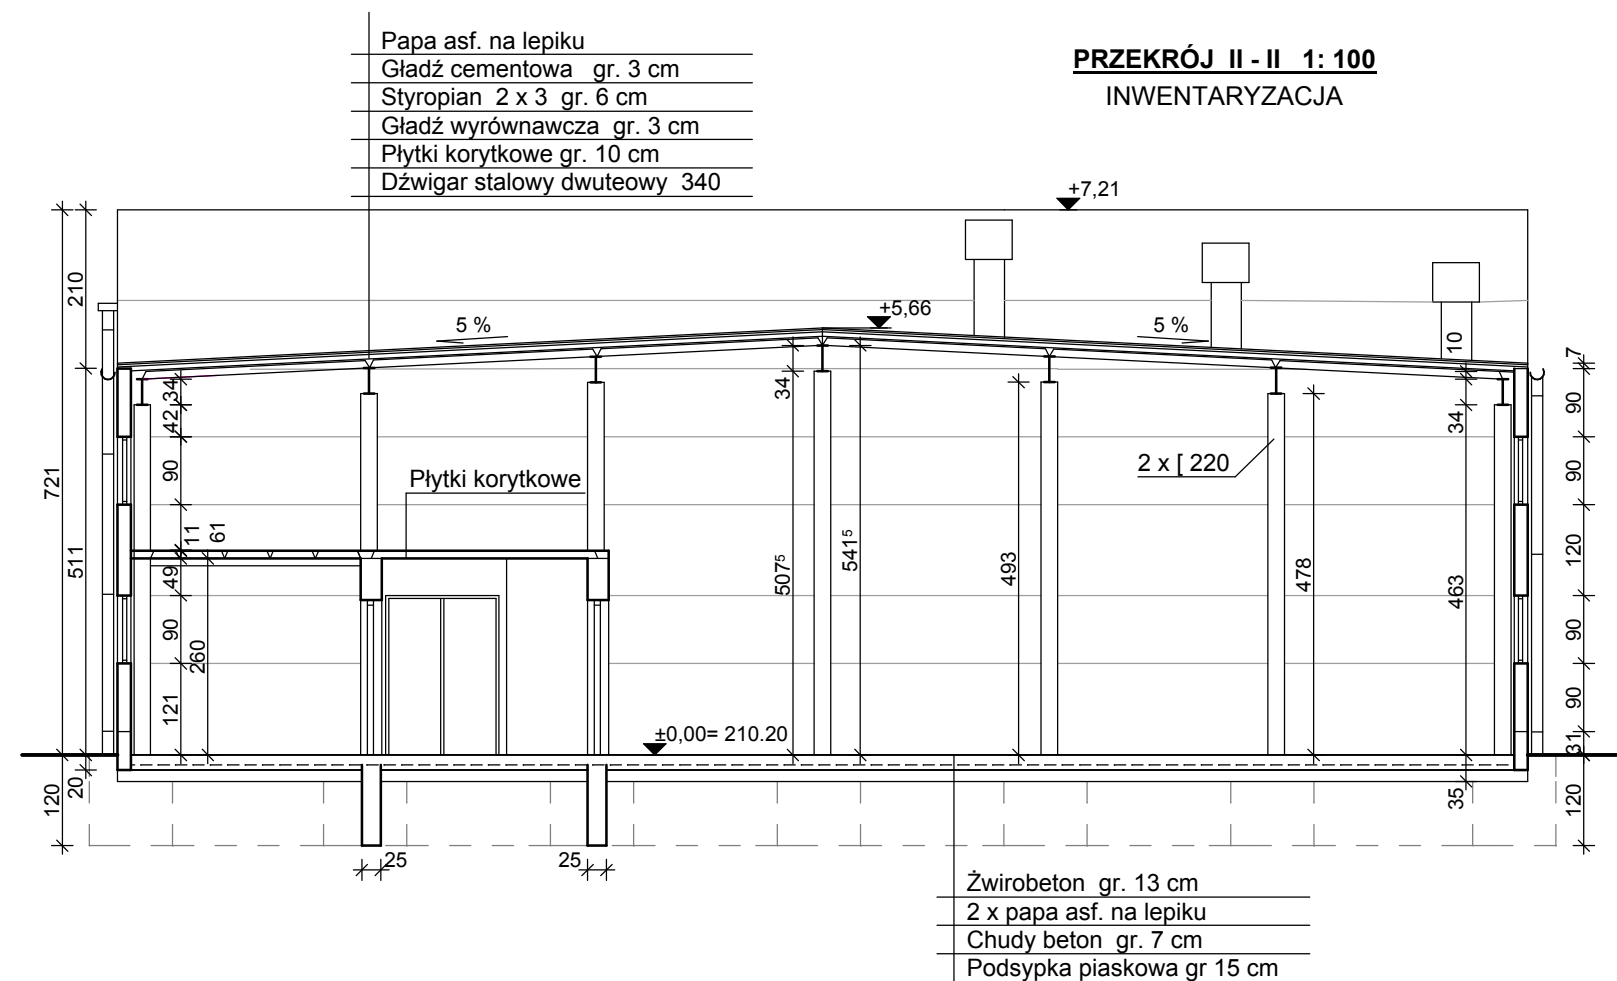 Papa asf. na lepiku
Gładź cementowa gr. 3 cm
Styropian 2 x 3 gr. 6 cm
Gładź wyrównawcza gr. 3 cm
Płytki korytkowe gr. 10 cm
Dźwigar stalowy dwuteowy 340
PRZEKRÓJ II - II 1: 100
INWENTARYZACJA
+7,21
+5,66
5 %
5 %
210
721
511
120
20
34
42
90
11
61
49
90
260
121
Płytki korytkowe
34
507⁵
541⁵
493
478
2 x [ 220
10
34
463
35
7
90
90
120
90
90
31
120
±0,00= 210.20
25
25
Żwirobeton gr. 13 cm
2 x papa asf. na lepiku
Chudy beton gr. 7 cm
Podsypka piaskowa gr 15 cm